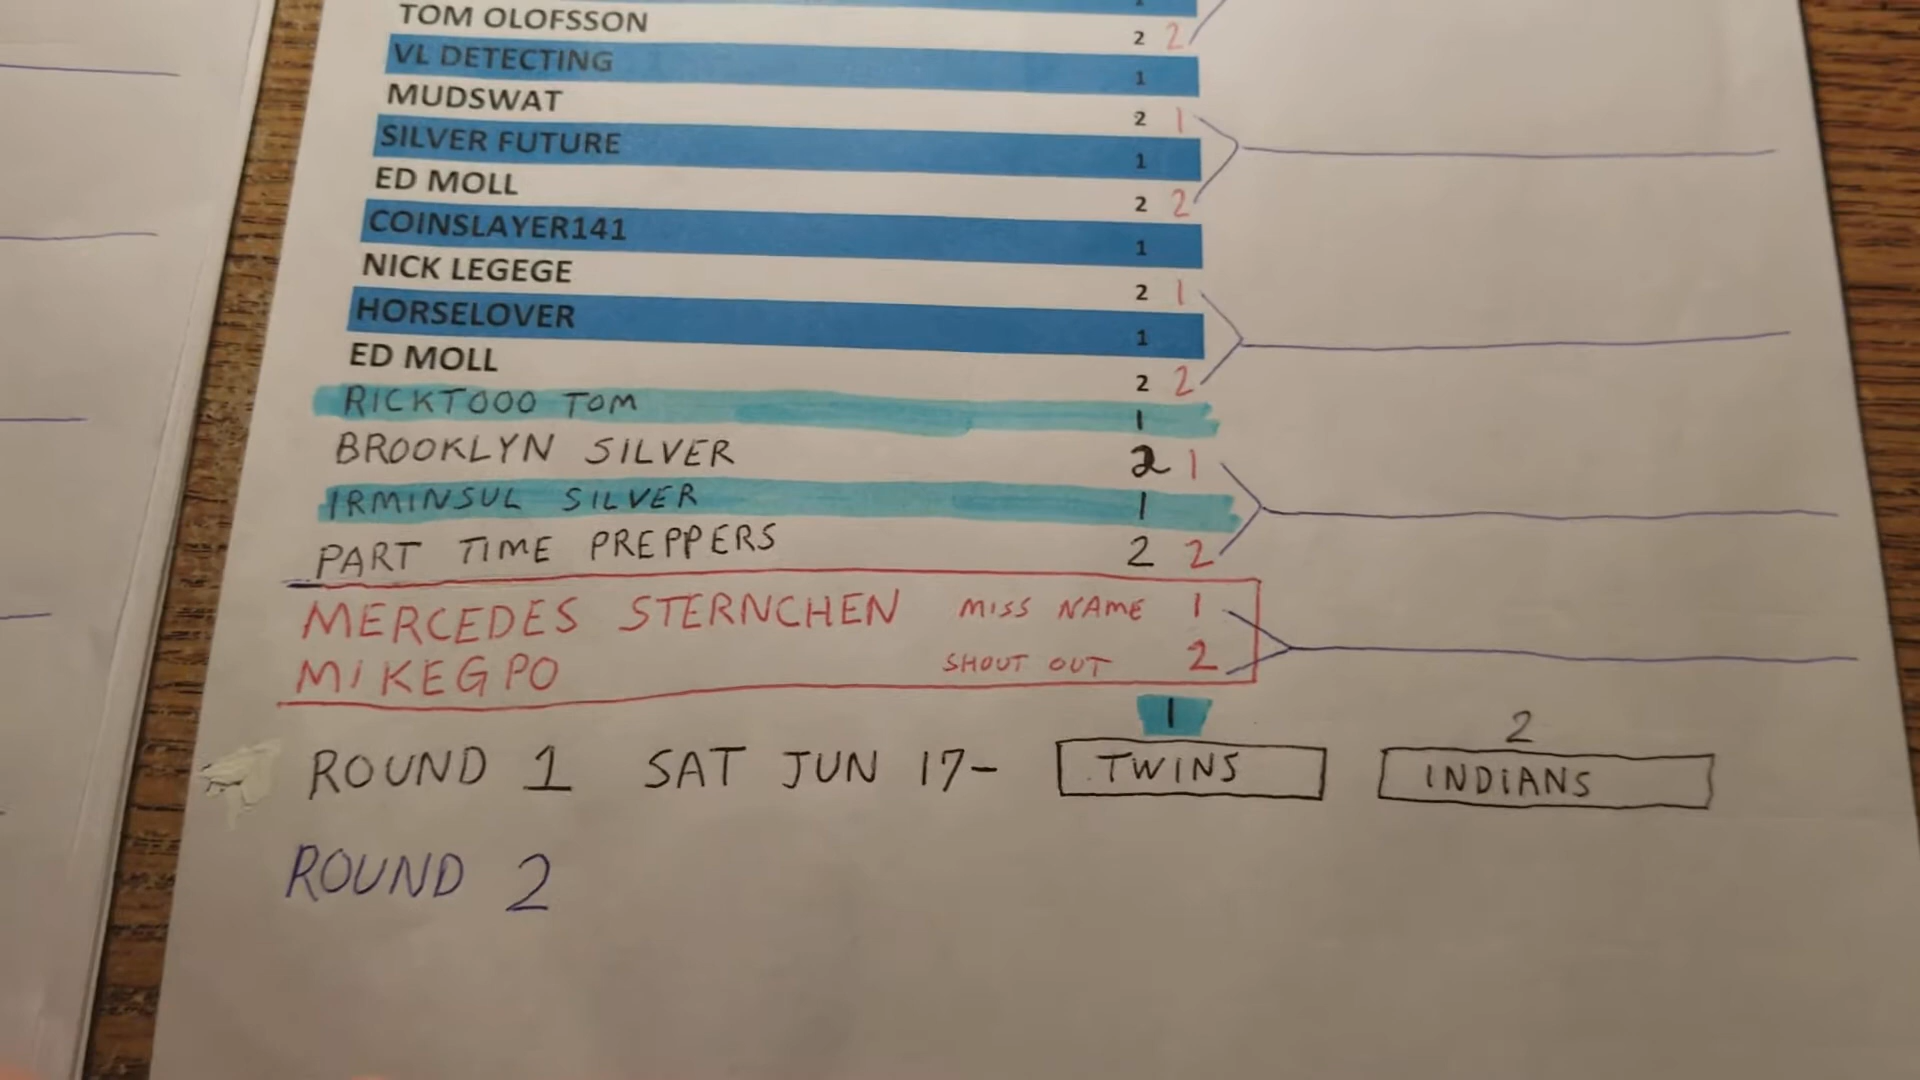 1
TOM OLOFSSON 2 2
VL DETECTING 1
MUDSWAT 2 1
SILVER FUTURE 1
ED MOLL 2 2
COINSLAYER141 1
NICK LEGEGE 2 1
HORSELOVER 1
ED MOLL 2 2
RICKTOOO TOM 1
BROOKLYN SILVER 2 1
IRMINSUL SILVER 1
PART TIME PREPPERS 2 2
MERCEDES STERNCHEN MISS NAME 1
MIKEGPO SHOUT OUT 2
1 2
ROUND 1 SAT JUN 17- TWINS INDIANS
ROUND 2